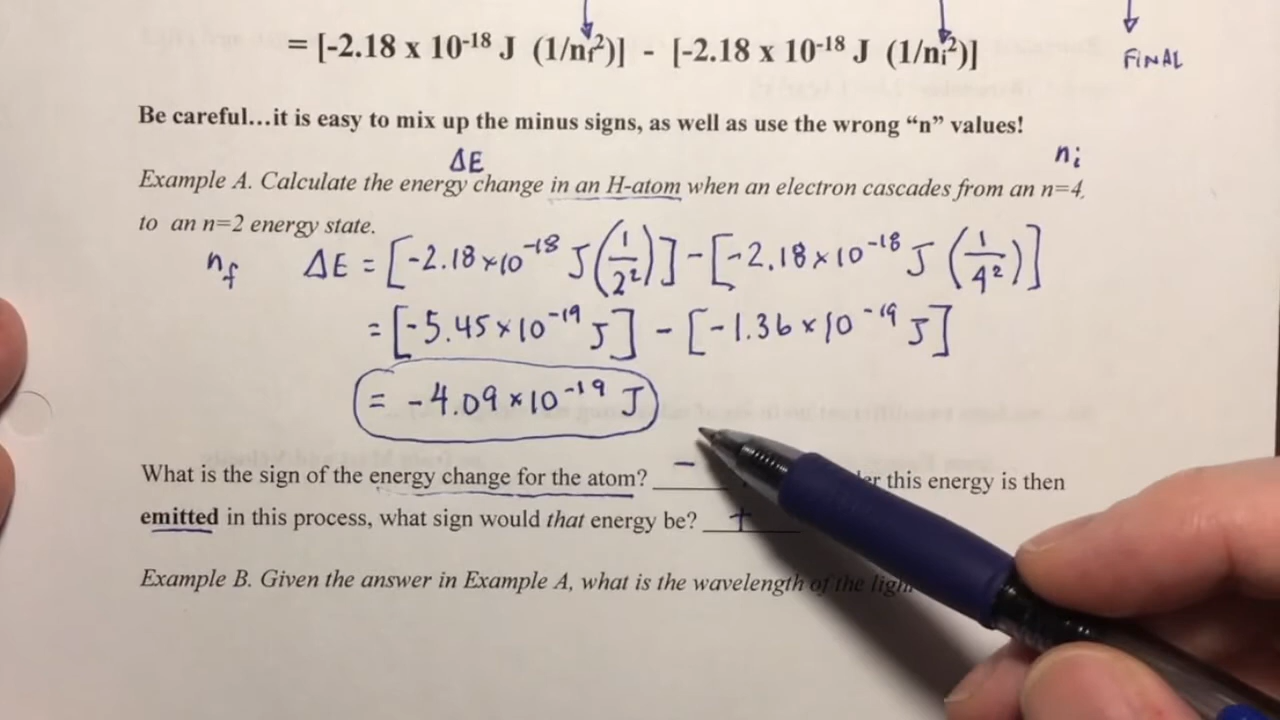 = [-2.18 x 10⁻¹⁸ J (1/nf²)] - [-2.18 x 10⁻¹⁸ J (1/ni²)]
FINAL
Be careful…it is easy to mix up the minus signs, as well as use the wrong “n” values!
ΔE
ni
Example A. Calculate the energy change in an H-atom when an electron cascades from an n=4,
to an n=2 energy state.
nf ΔE = [-2.18×10⁻¹⁸ J(1/2²)] - [-2.18×10⁻¹⁸ J (1/4²)]
= [-5.45×10⁻¹⁹ J] - [-1.36×10⁻¹⁹ J]
= -4.09×10⁻¹⁹ J
What is the sign of the energy change for the atom? - this energy is then
emitted in this process, what sign would that energy be? +
Example B. Given the answer in Example A, what is the wavelength of the light